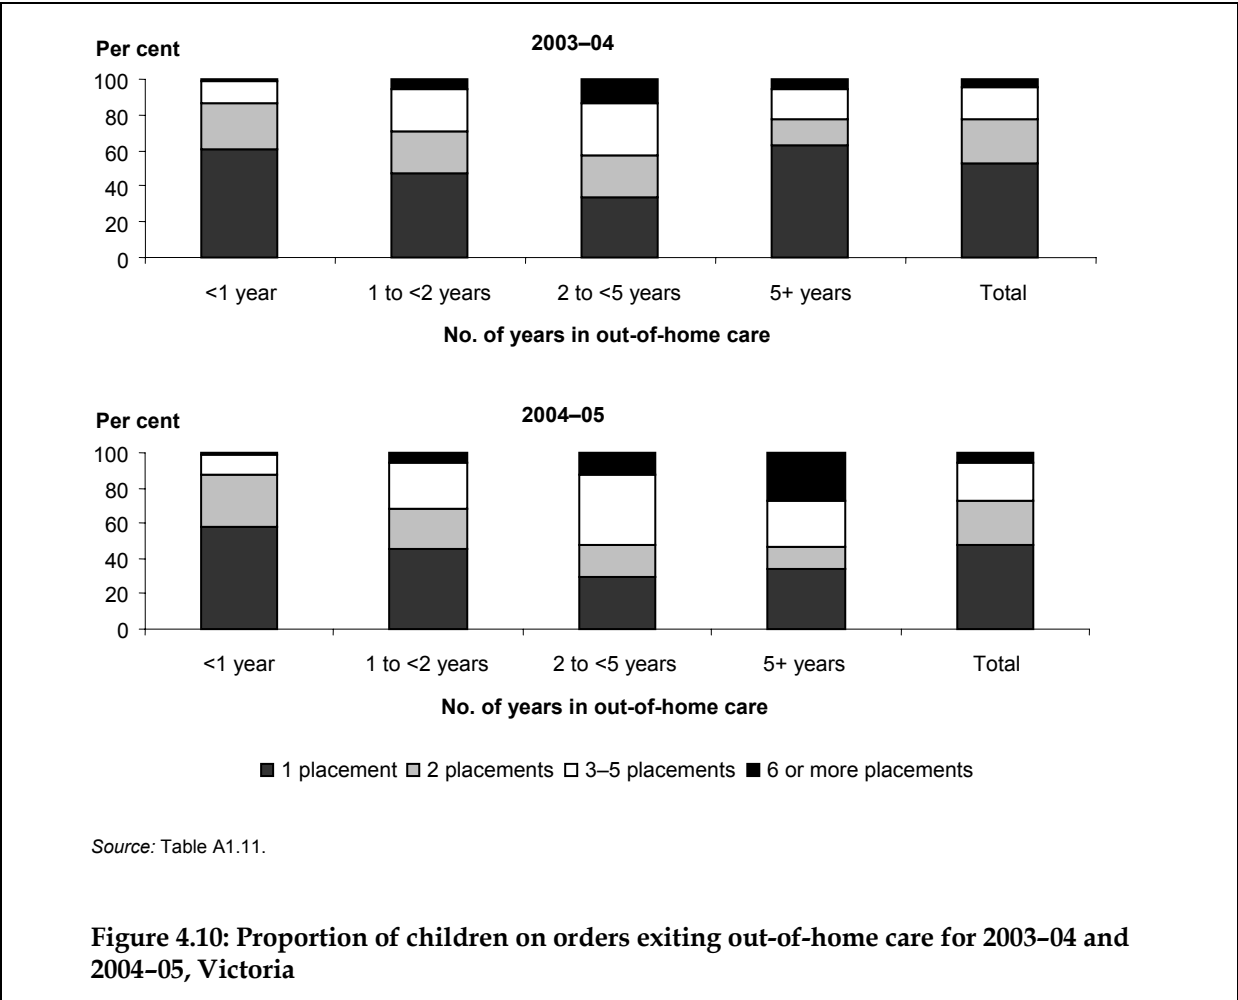 2003–04
Per cent
100
80
60
40
20
0
<1 year 1 to <2 years 2 to <5 years 5+ years Total
No. of years in out-of-home care
2004–05
Per cent
100
80
60
40
20
0
<1 year 1 to <2 years 2 to <5 years 5+ years Total
No. of years in out-of-home care
1 placement 2 placements 3–5 placements 6 or more placements
Source: Table A1.11.
Figure 4.10: Proportion of children on orders exiting out-of-home care for 2003–04 and
2004–05, Victoria